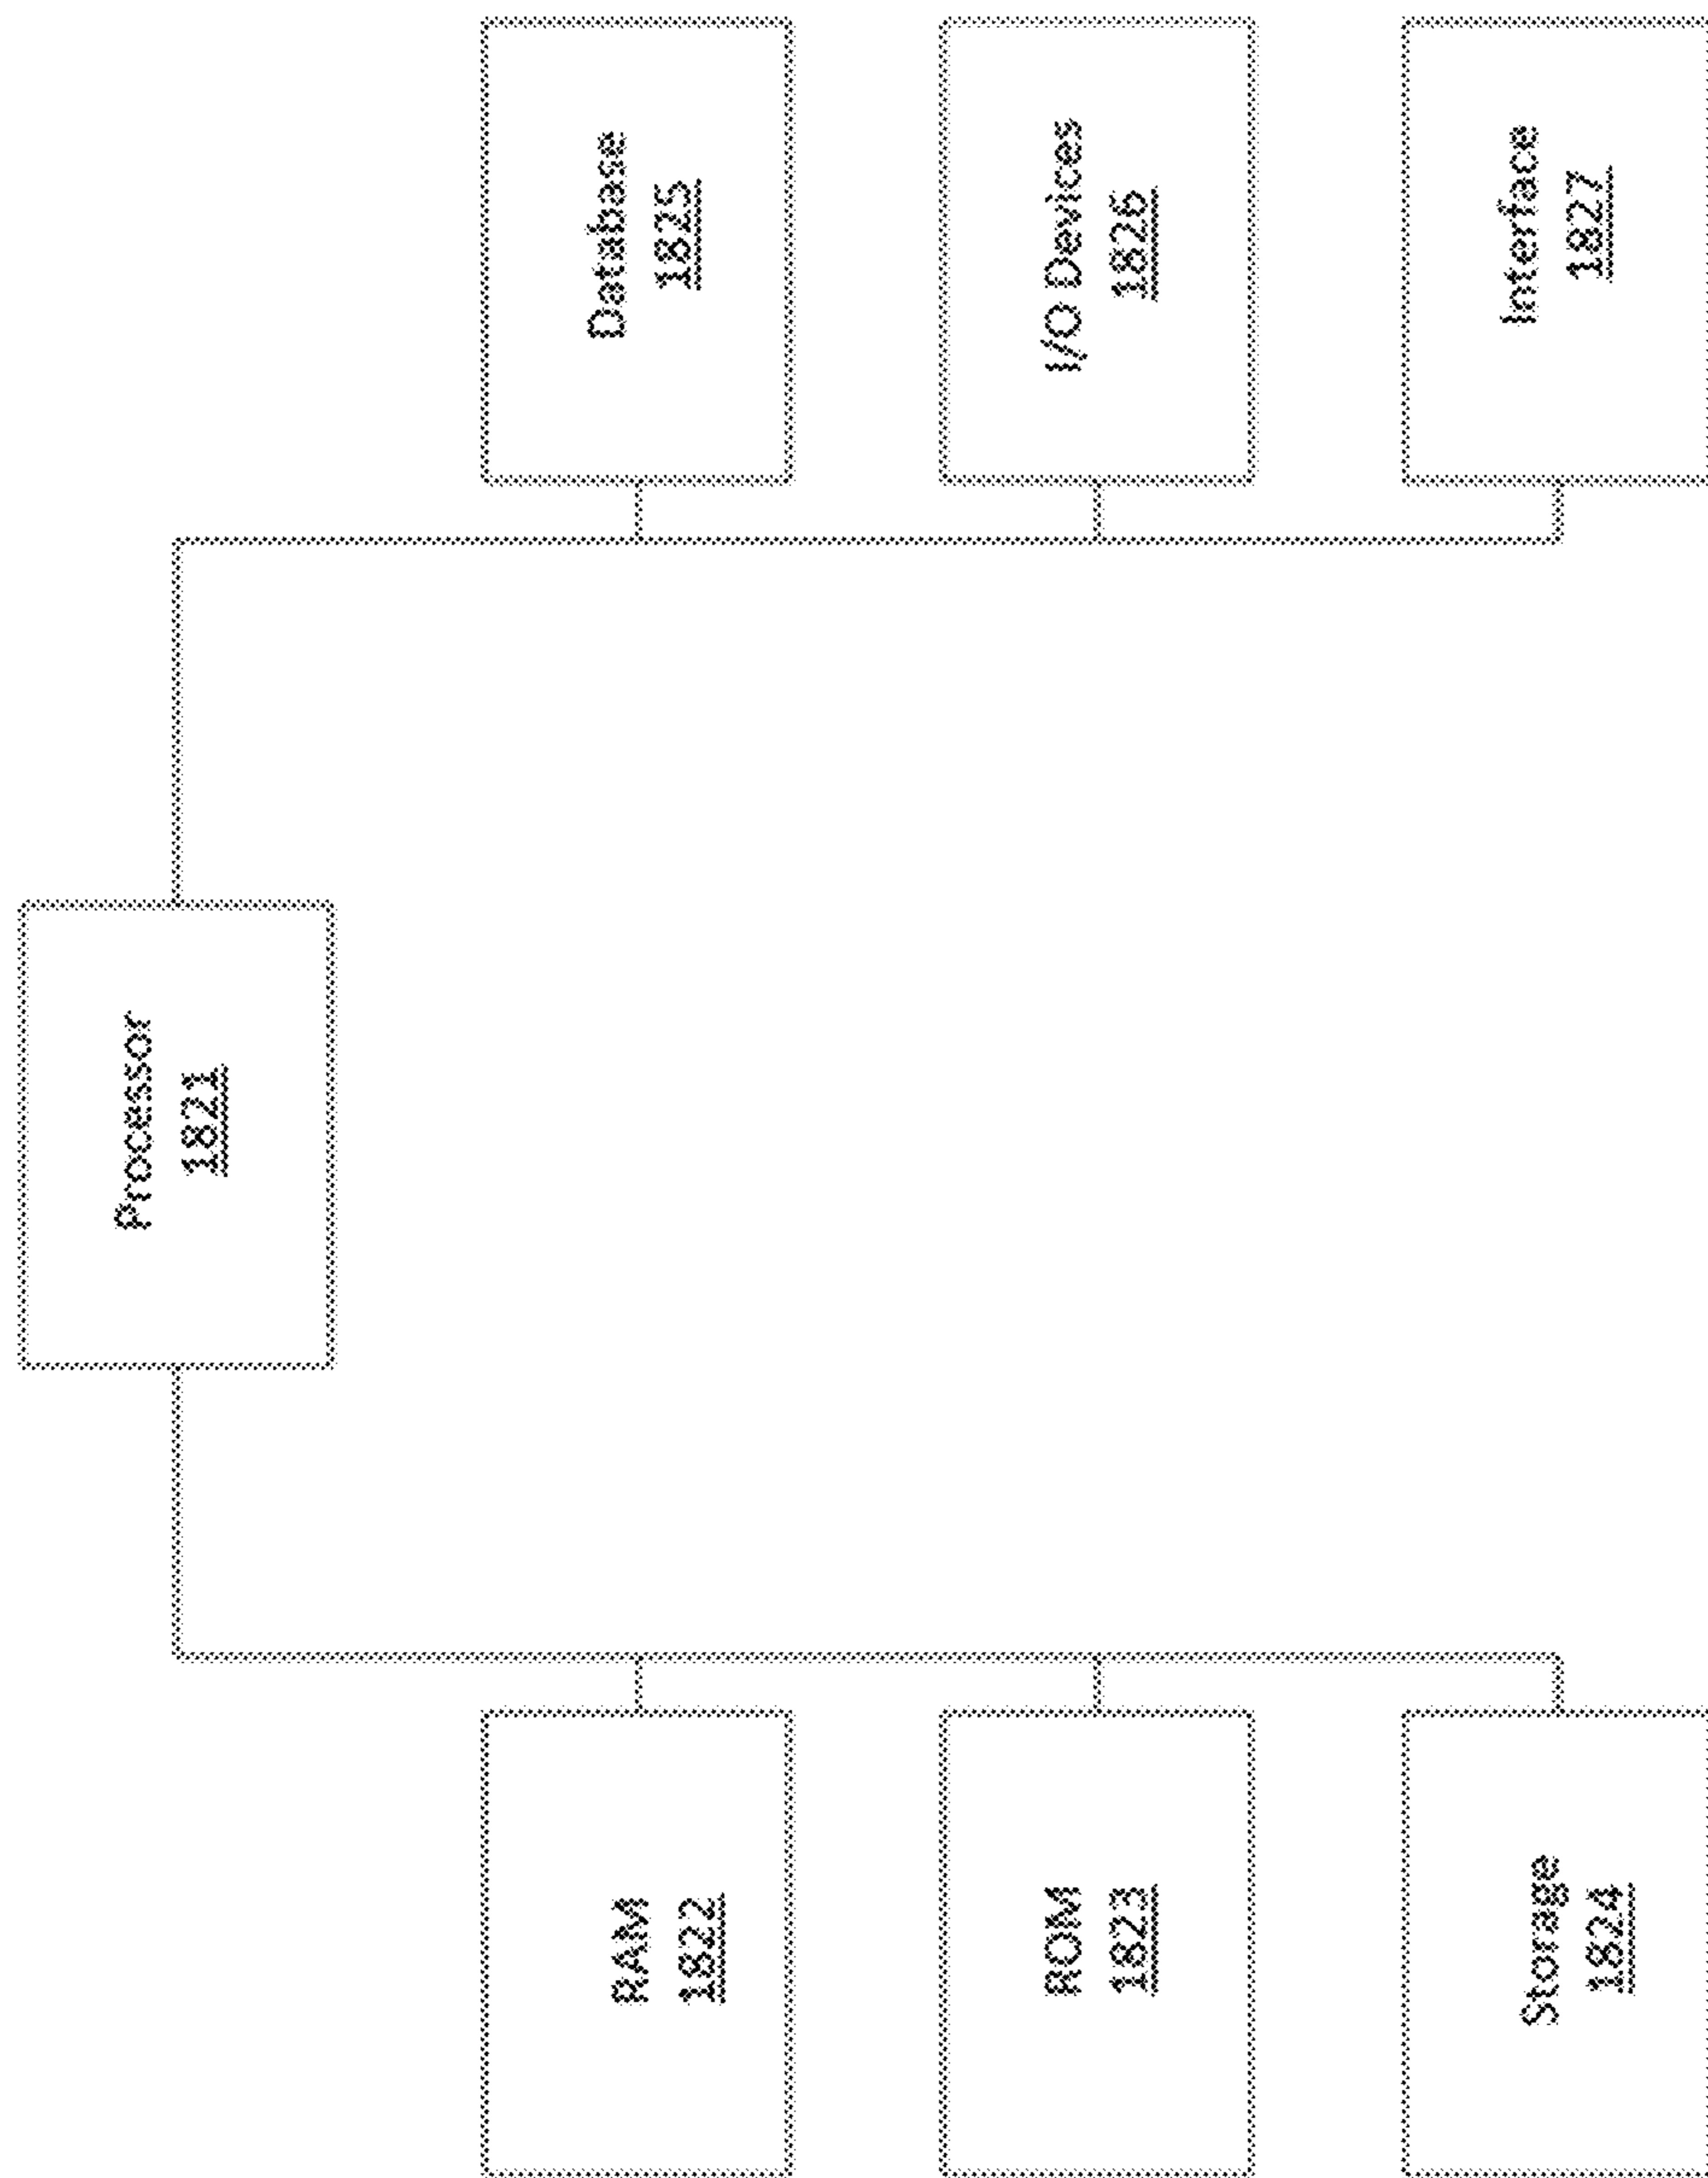 Processor
1821
RAM
1822
ROM
1823
Storage
1824
Database
1825
I/O Devices
1826
Interface
1827